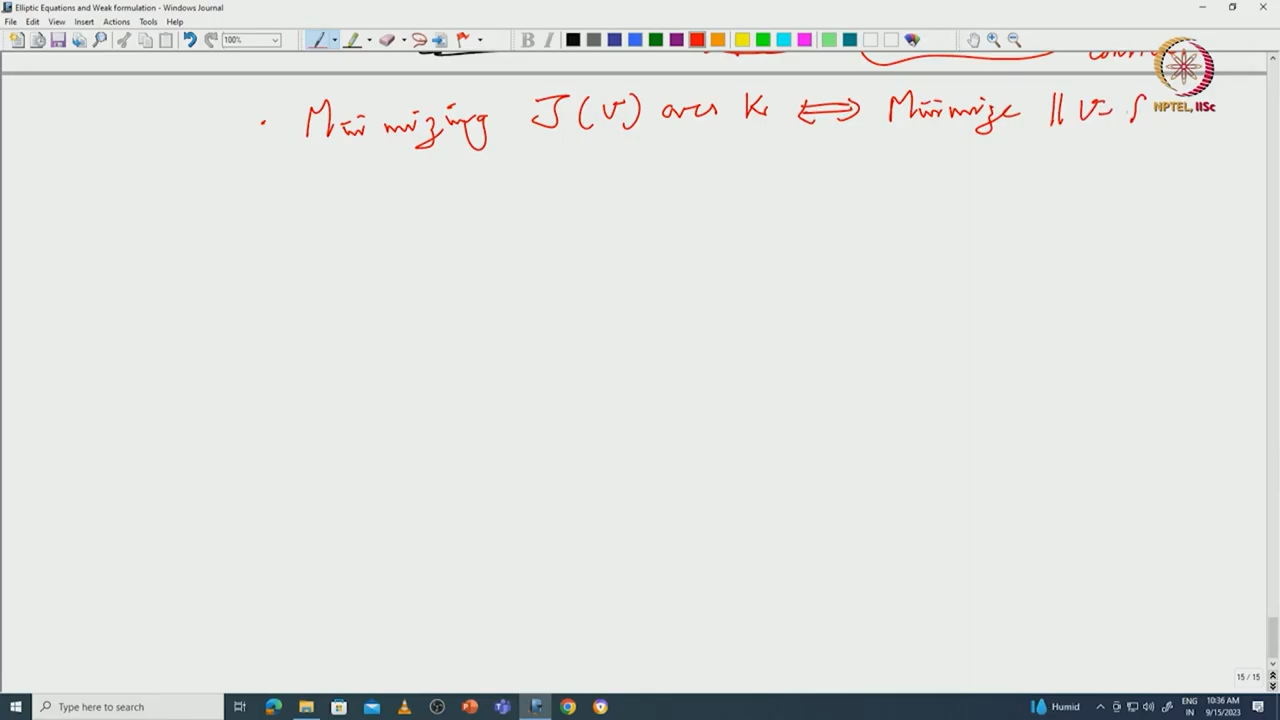 Elliptic Equations and Weak formulation - Windows Journal
File Edit View Insert Actions Tools Help
100%
NPTEL, IISc
. Minimizing J(v) over K ⟺ Minimize ‖ v - f
15 / 15
Type here to search
Humid
ENG
IN
10:36 AM
9/15/2023